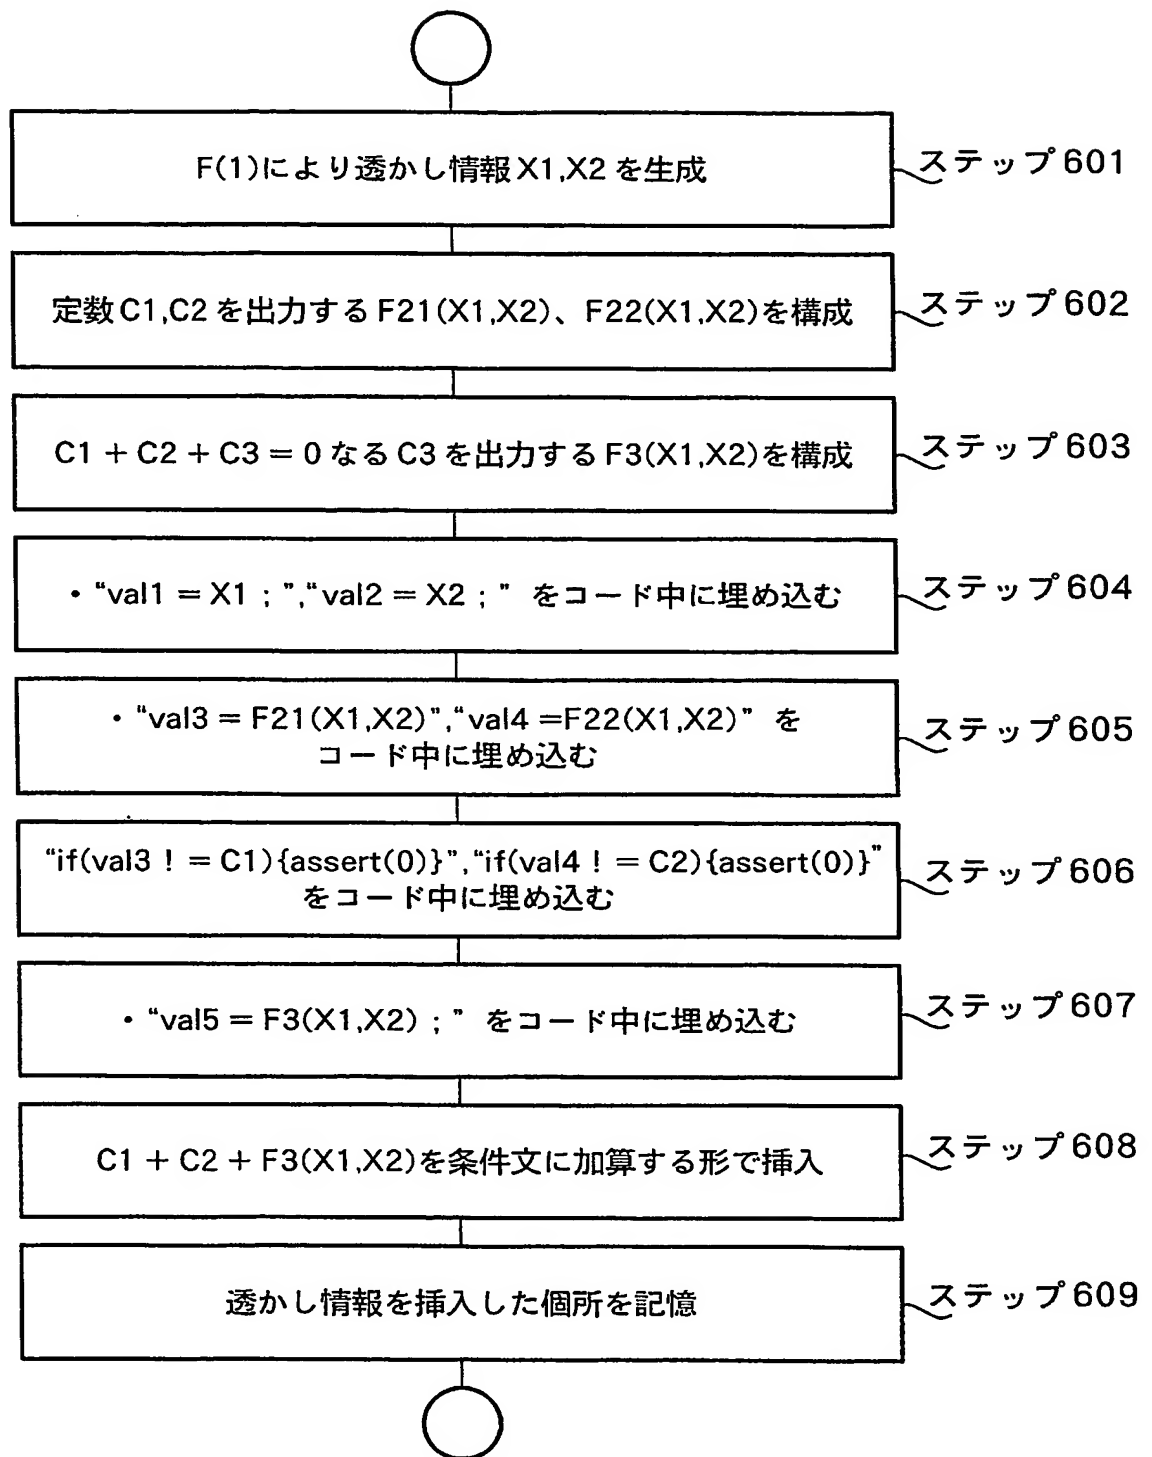 F(1)により透かし情報X1,X2を生成
ステップ601
定数C1,C2を出力するF21(X1,X2)、F22(X1,X2)を構成
ステップ602
C1+C2+C3=0なるC3を出力するF3(X1,X2)を構成
ステップ603
・“val1=X1;”,“val2=X2;”をコード中に埋め込む
ステップ604
・“val3=F21(X1,X2)”,“val4=F22(X1,X2)”を
コード中に埋め込む
ステップ605
“if(val3 != C1){assert(0)}”,“if(val4 != C2){assert(0)}”
をコード中に埋め込む
ステップ606
・“val5=F3(X1,X2);”をコード中に埋め込む
ステップ607
C1+C2+F3(X1,X2)を条件文に加算する形で挿入
ステップ608
透かし情報を挿入した個所を記憶
ステップ609